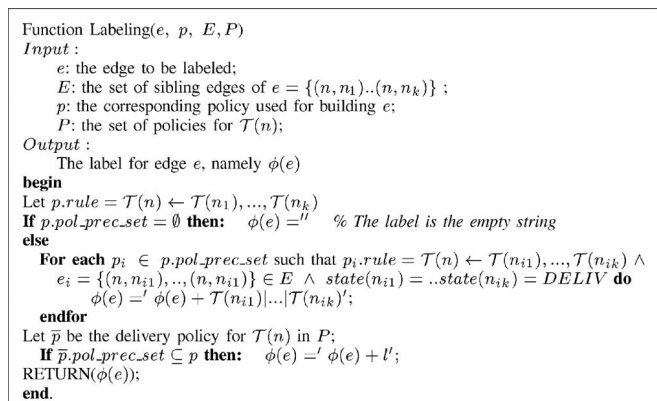 Function Labeling(e, p, E, P)
Input :
e: the edge to be labeled;
E: the set of sibling edges of e = {(n, n₁)..(n, nₖ)} ;
p: the corresponding policy used for building e;
P: the set of policies for 𝒯(n);
Output :
The label for edge e, namely ϕ(e)
begin
Let p.rule = 𝒯(n) ← 𝒯(n₁), ..., 𝒯(nₖ)
If p.pol_prec_set = ∅ then: ϕ(e) ='' % The label is the empty string
else
For each pᵢ ∈ p.pol_prec_set such that pᵢ.rule = 𝒯(n) ← 𝒯(nᵢ₁), ..., 𝒯(nᵢₖ) ∧
eᵢ = {(n, nᵢ₁), .., (n, nᵢ₁)} ∈ E ∧ state(nᵢ₁) = ..state(nᵢₖ) = DELIV do
ϕ(e) =' ϕ(e) + 𝒯(nᵢ₁)|...|𝒯(nᵢₖ)';
endfor
Let p̅ be the delivery policy for 𝒯(n) in P;
If p̅.pol_prec_set ⊆ p then: ϕ(e) =' ϕ(e) + l';
RETURN(ϕ(e));
end.